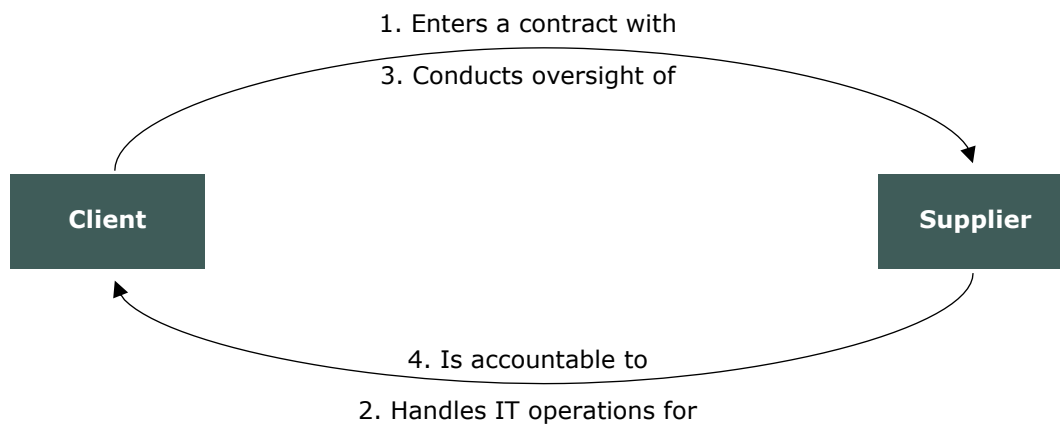 1. Enters a contract with
3. Conducts oversight of
Client
Supplier
4. Is accountable to
2. Handles IT operations for